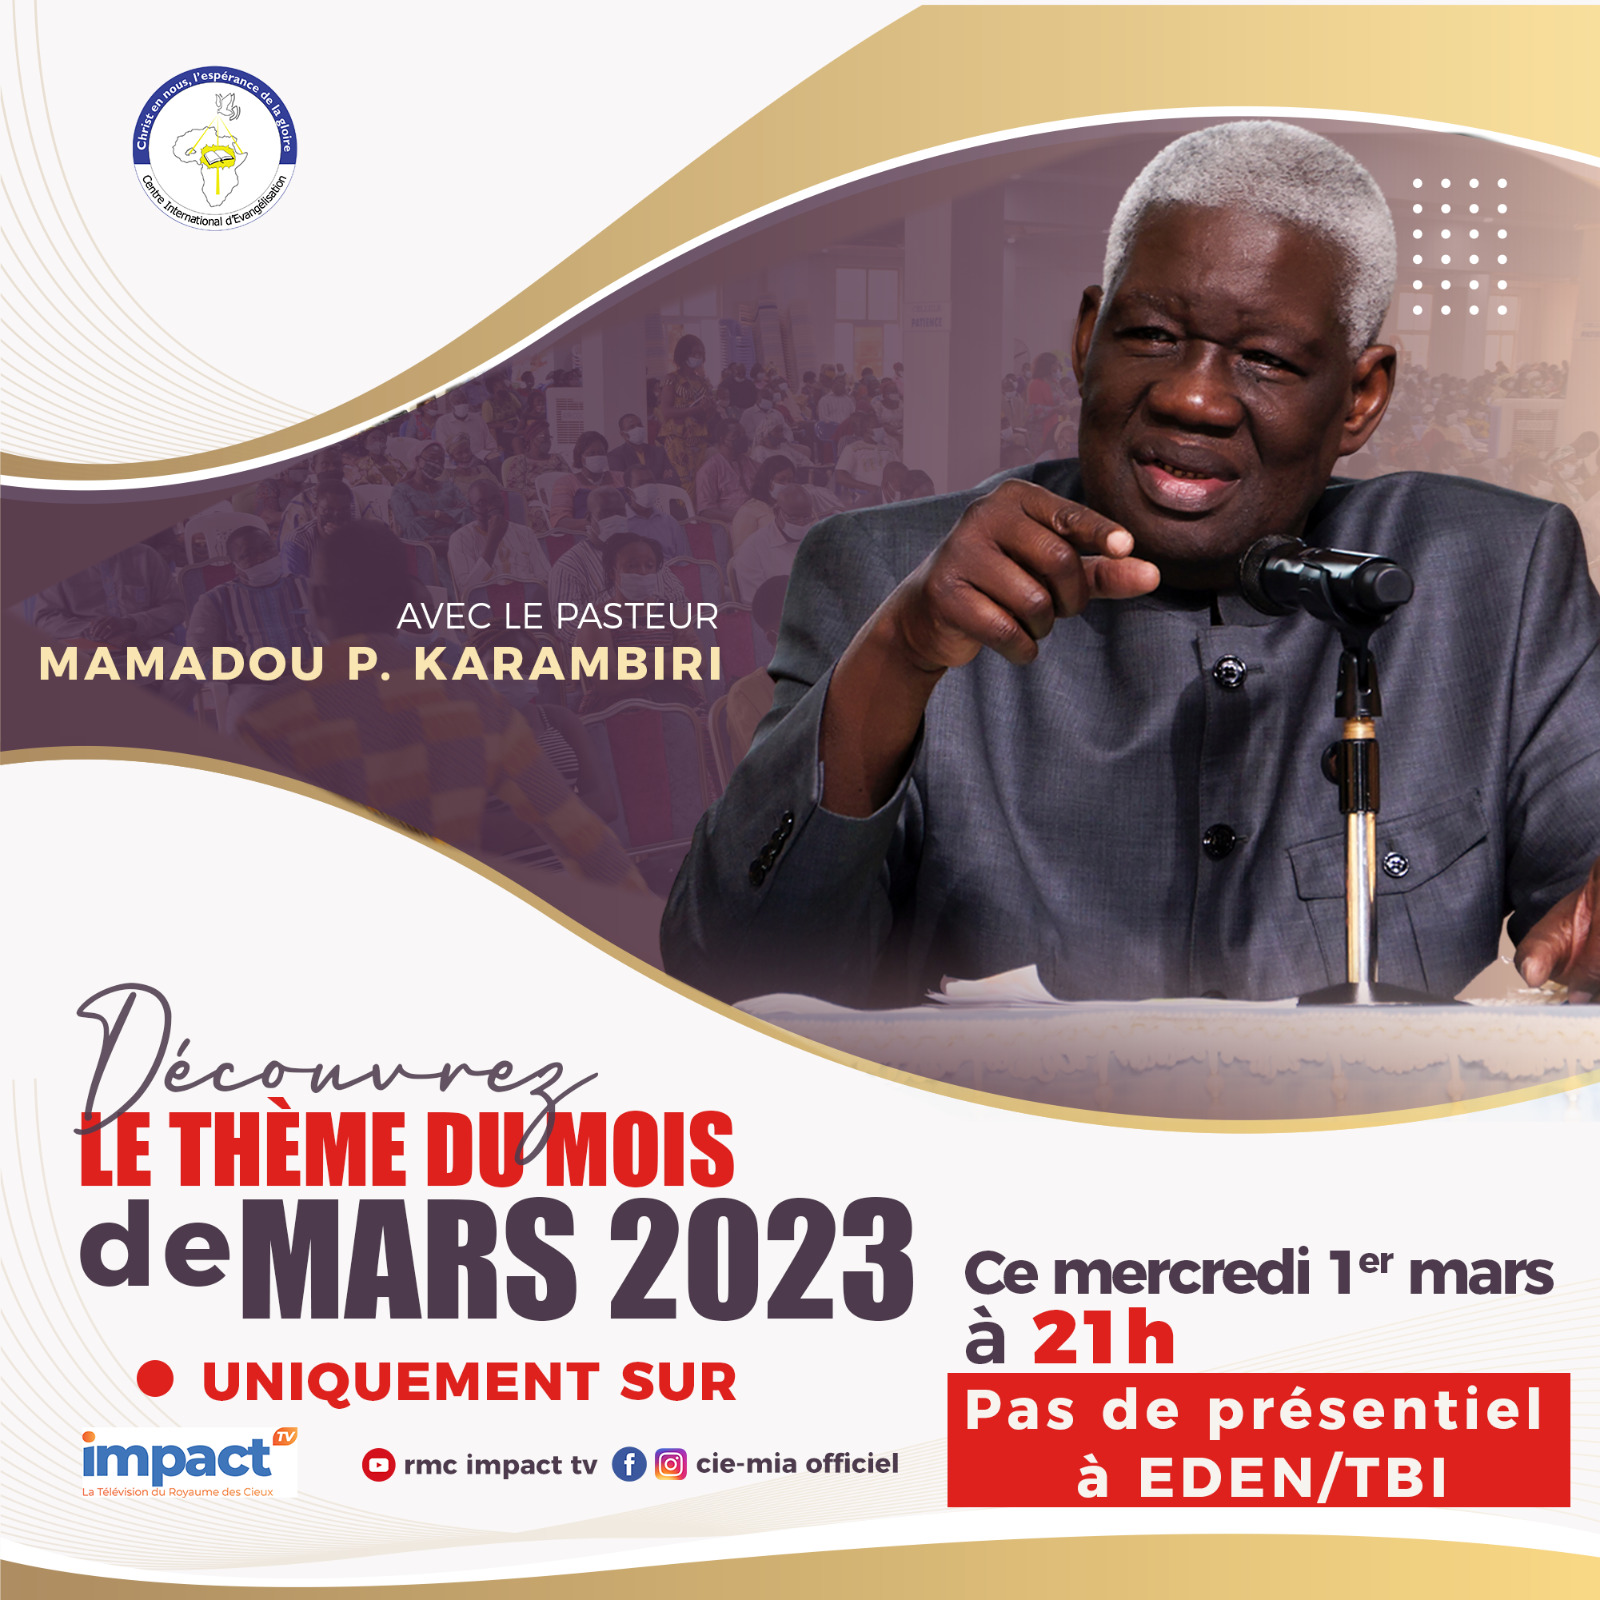 Christ en nous, l'espérance de la gloire
Centre International d'Evangélisation
PATIENCE
AVEC LE PASTEUR
MAMADOU P. KARAMBIRI
Découvrez
LE THÈME DU MOIS
de MARS 2023
UNIQUEMENT SUR
impact TV
La Télévision du Royaume des Cieux
rmc impact tv
cie-mia officiel
Ce mercredi 1er mars
à 21h
Pas de présentiel
à EDEN/TBI